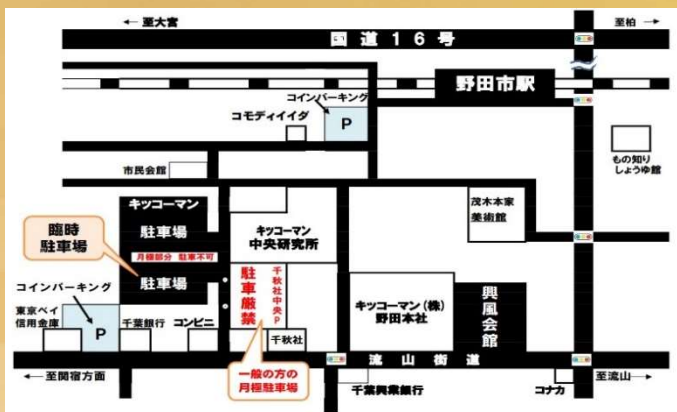 ←至大宮
至柏→
国道16号
野田市駅
コインパーキング
P
コモディイイダ
もの知り
しょうゆ館
市民会館
キッコーマン
駐車場
月極部分 駐車不可
駐車場
臨時
駐車場
キッコーマン
中央研究所
茂木本家
美術館
駐車厳禁
千秋社中央P
コインパーキング
P
東京ベイ
信用金庫
千葉銀行
コンビニ
千秋社
キッコーマン(株)
野田本社
興風会館
流山街道
一般の方の
月極駐車場
←至関宿方面
千葉興業銀行
コナカ
至流山→